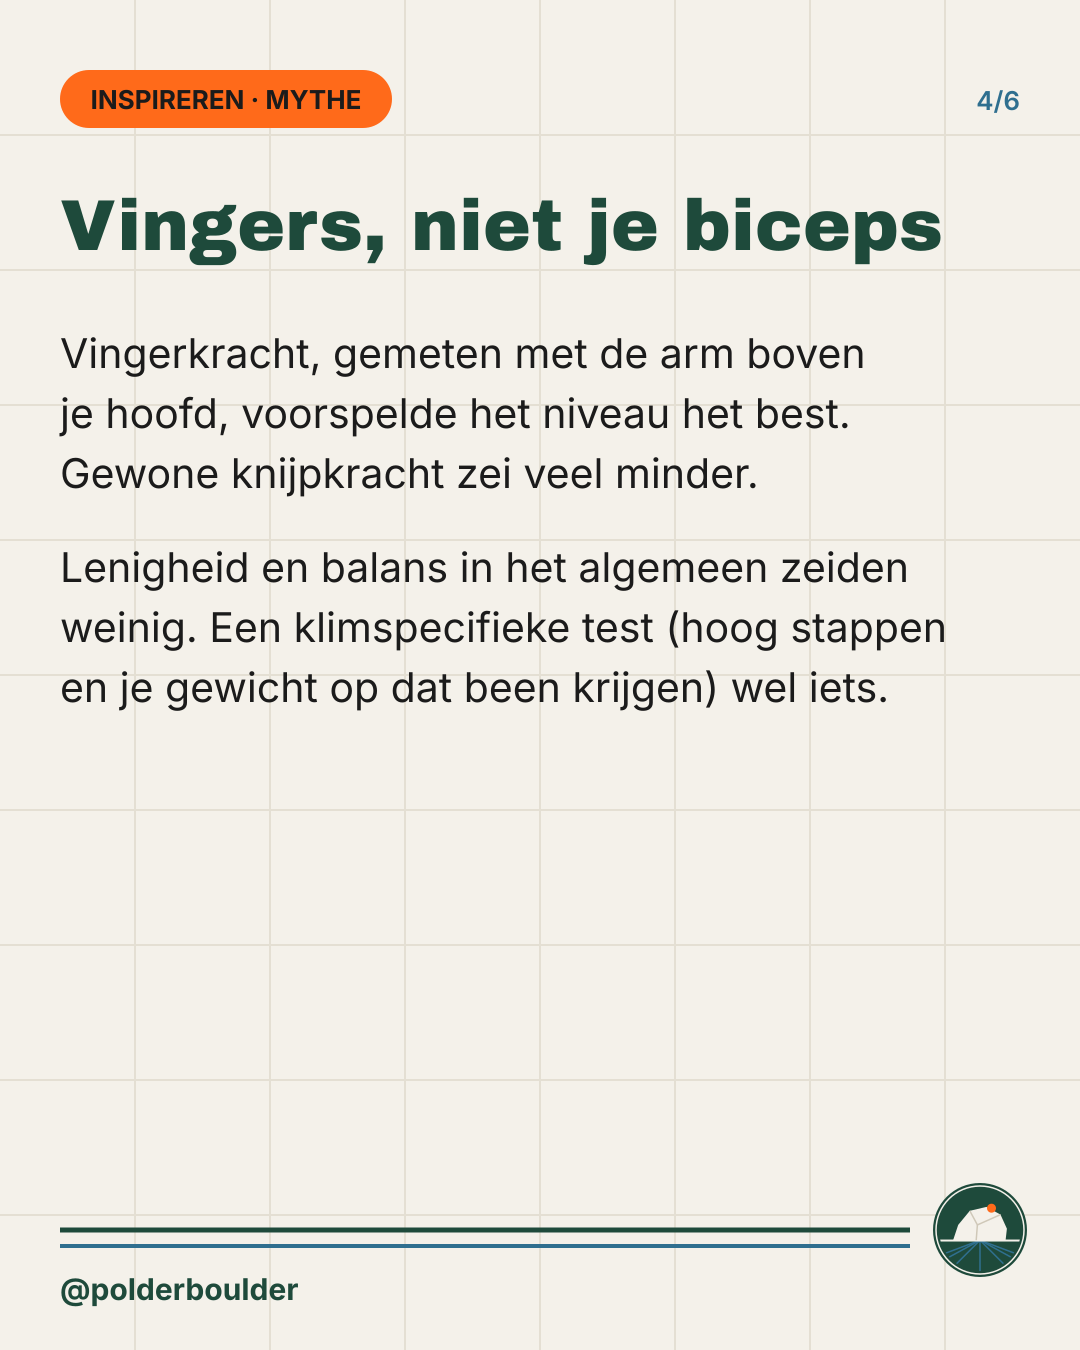 INSPIREREN · MYTHE
4/6
Vingers, niet je biceps
Vingerkracht, gemeten met de arm boven
je hoofd, voorspelde het niveau het best.
Gewone knijpkracht zei veel minder.
Lenigheid en balans in het algemeen zeiden
weinig. Een klimspecifieke test (hoog stappen
en je gewicht op dat been krijgen) wel iets.
@polderboulder